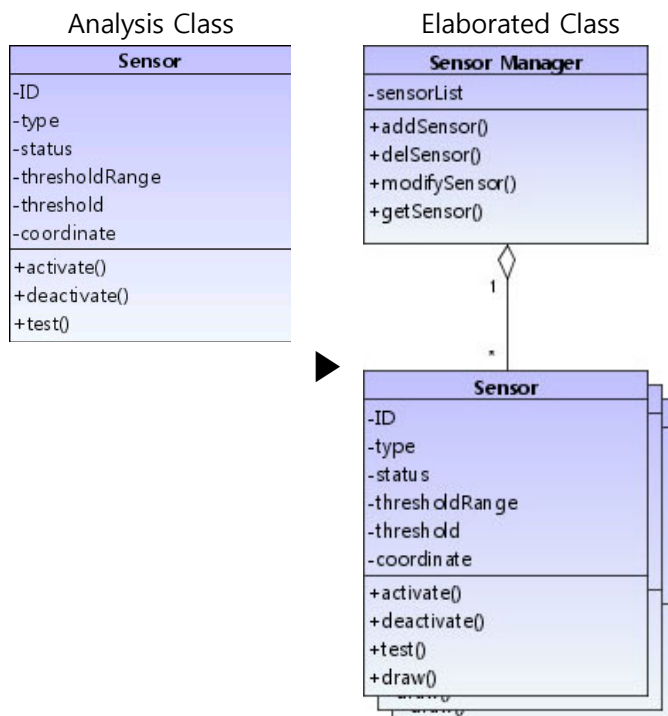 Analysis Class
Sensor
-ID
-type
-status
-thresholdRange
-threshold
-coordinate
+activate()
+deactivate()
+test()
Elaborated Class
Sensor Manager
-sensorList
+addSensor()
+delSensor()
+modifySensor()
+getSensor()
1
*
Sensor
-ID
-type
-status
-thresholdRange
-threshold
-coordinate
+activate()
+deactivate()
+test()
+draw()